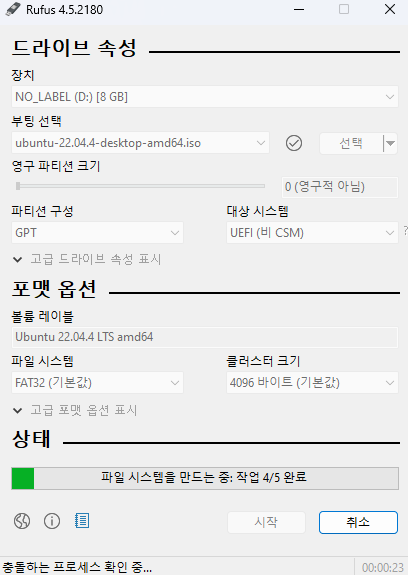 Rufus 4.5.2180
드라이브 속성
장치
NO_LABEL (D:) [8 GB]
부팅 선택
ubuntu-22.04.4-desktop-amd64.iso
선택
영구 파티션 크기
0 (영구적 아님)
파티션 구성
대상 시스템
GPT
UEFI (비 CSM)
?
고급 드라이브 속성 표시
포맷 옵션
볼륨 레이블
Ubuntu 22.04.4 LTS amd64
파일 시스템
클러스터 크기
FAT32 (기본값)
4096 바이트 (기본값)
고급 포맷 옵션 표시
상태
파일 시스템을 만드는 중: 작업 4/5 완료
시작
취소
충돌하는 프로세스 확인 중...
00:00:23